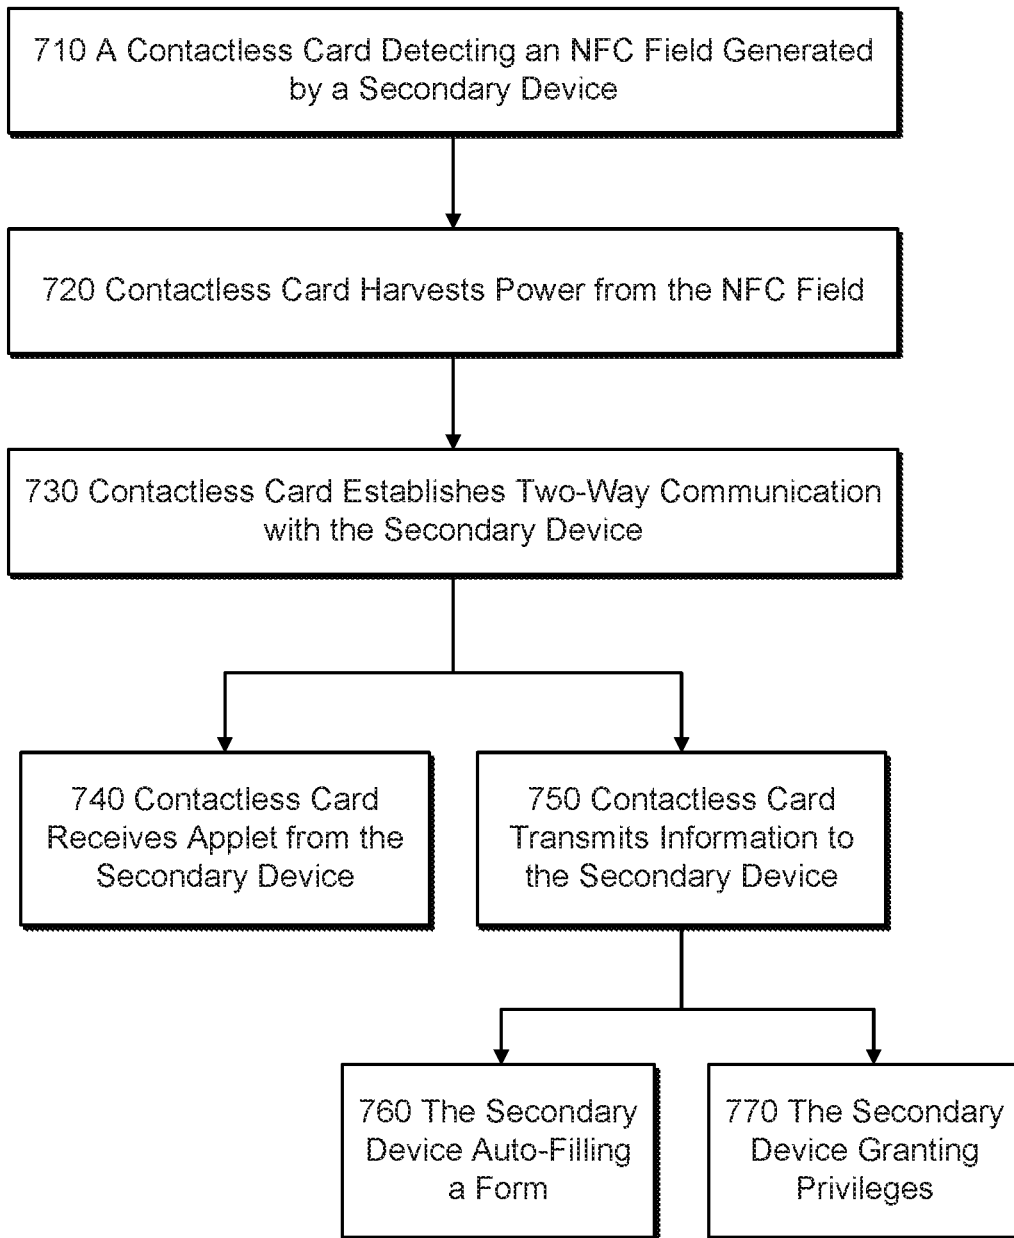 710 A Contactless Card Detecting an NFC Field Generated
by a Secondary Device
720 Contactless Card Harvests Power from the NFC Field
730 Contactless Card Establishes Two-Way Communication
with the Secondary Device
740 Contactless Card
Receives Applet from the
Secondary Device
750 Contactless Card
Transmits Information to
the Secondary Device
760 The Secondary
Device Auto-Filling
a Form
770 The Secondary
Device Granting
Privileges